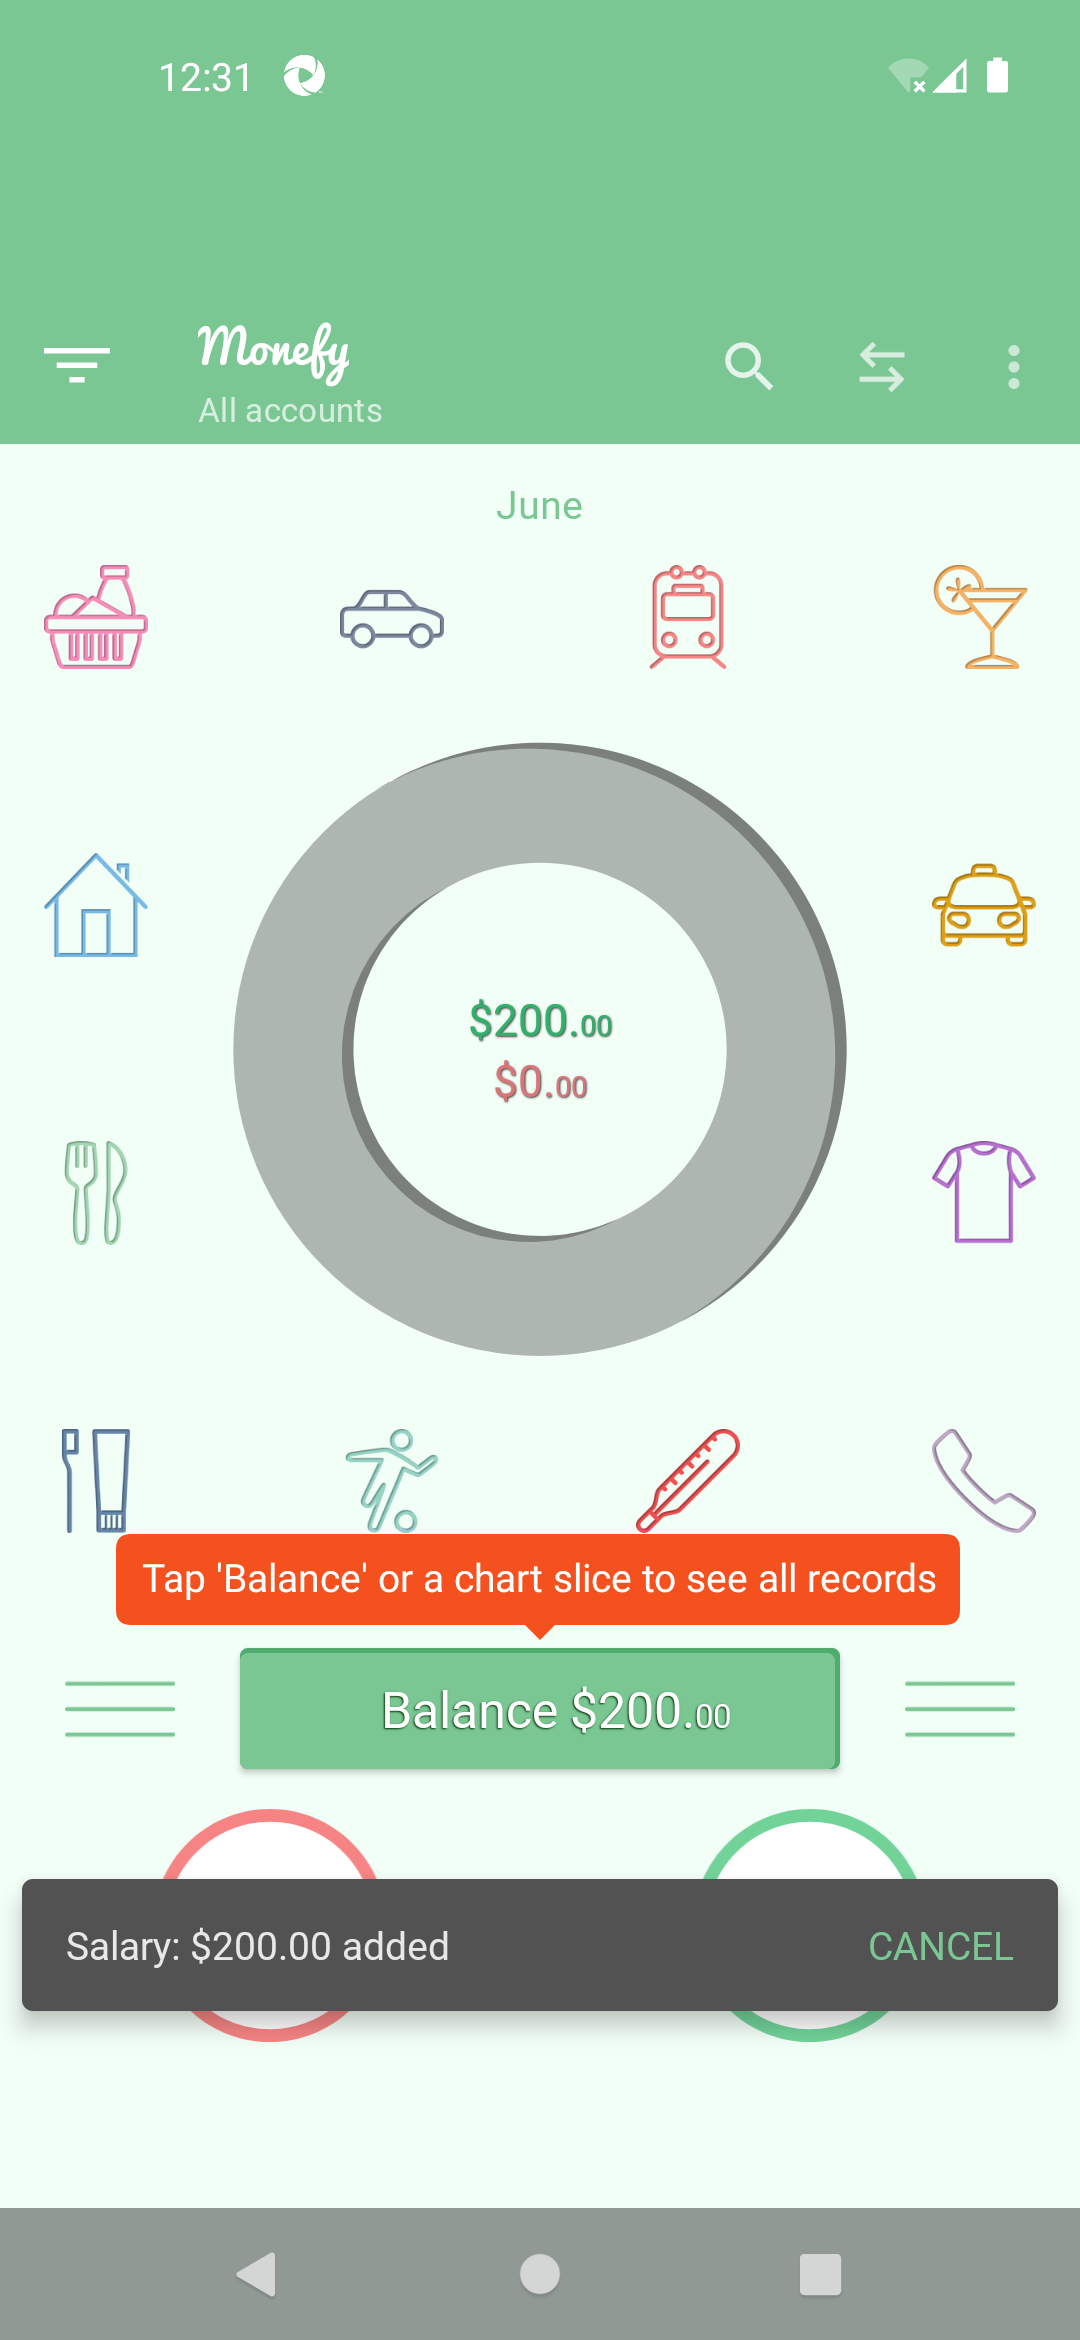 12:31
Monefy
All accounts
June
$200.00
$0.00
Tap 'Balance' or a chart slice to see all records
Balance $200.00
Salary: $200.00 added
CANCEL